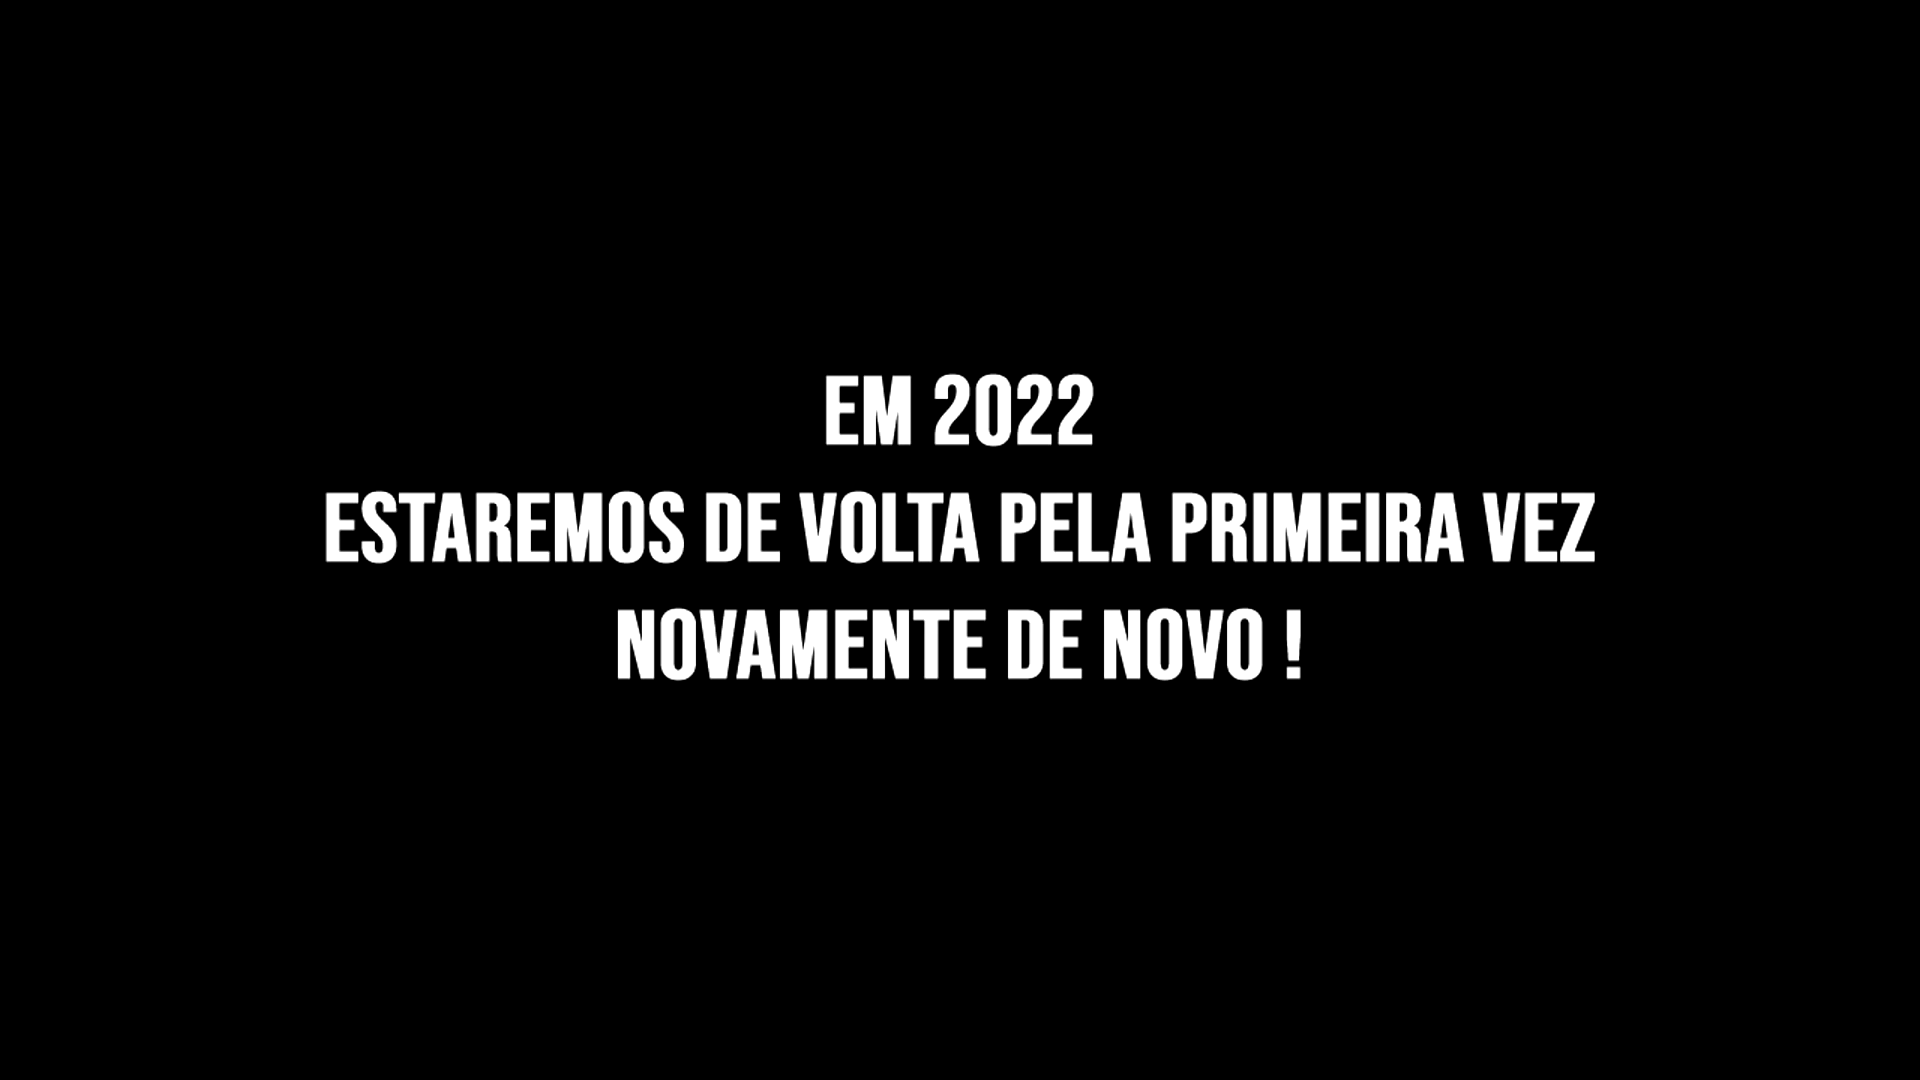 EM 2022
ESTAREMOS DE VOLTA PELA PRIMEIRA VEZ
NOVAMENTE DE NOVO !